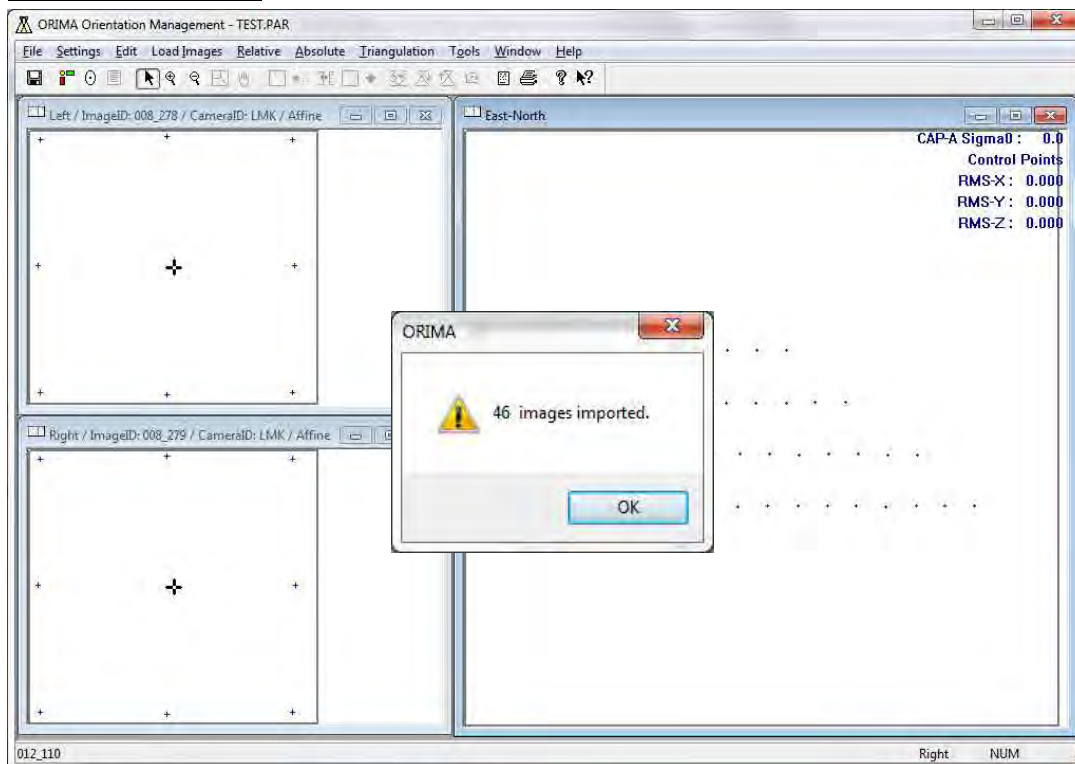 ORIMA Orientation Management - TEST.PAR
File Settings Edit Load Images Relative Absolute Triangulation Tools Window Help
Left / ImageID: 008_278 / CameraID: LMK / Affine
East-North
CAP-A Sigma0 : 0.0
Control Points
RMS-X : 0.000
RMS-Y : 0.000
RMS-Z : 0.000
ORIMA
46 images imported.
OK
Right / ImageID: 008_279 / CameraID: LMK / Affine
012_110 Right NUM